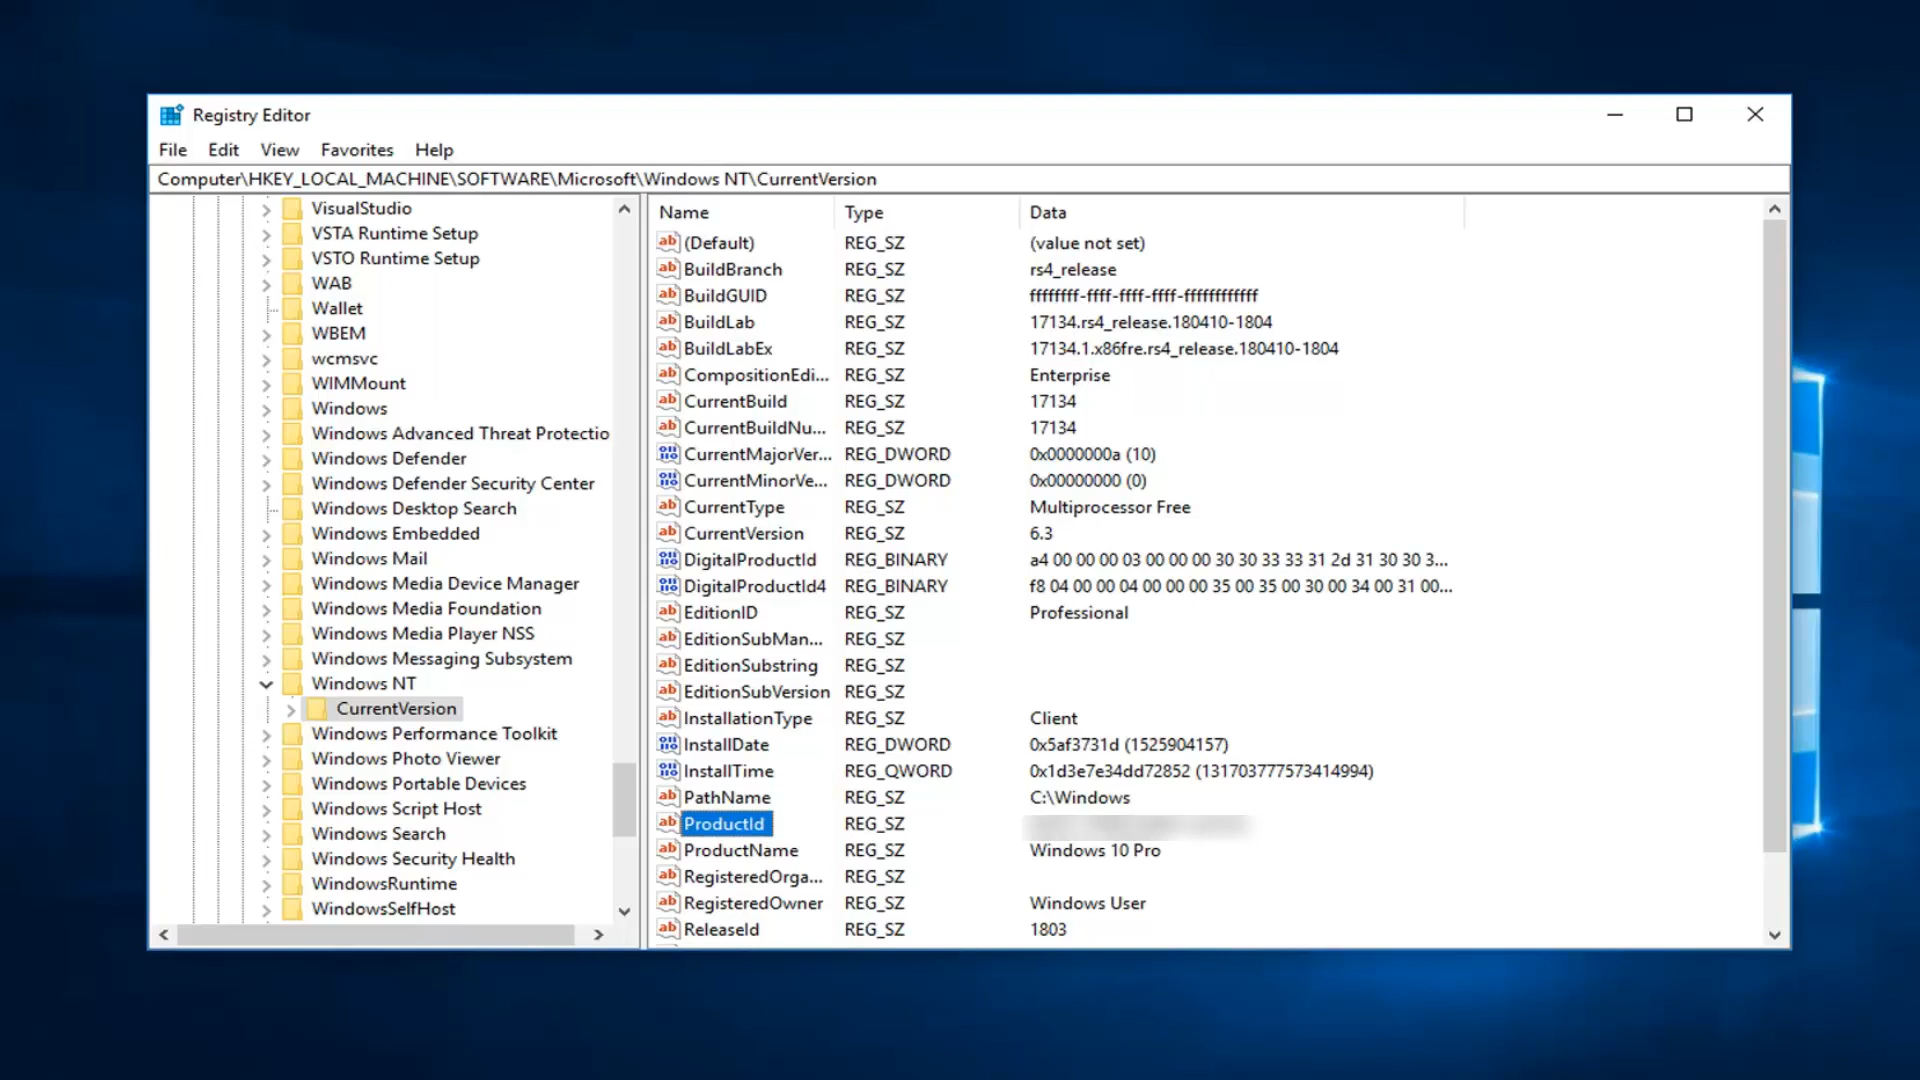 Registry Editor
File Edit View Favorites Help
Computer\HKEY_LOCAL_MACHINE\SOFTWARE\Microsoft\Windows NT\CurrentVersion
VisualStudio
VSTA Runtime Setup
VSTO Runtime Setup
WAB
Wallet
WBEM
wcmsvc
WIMMount
Windows
Windows Advanced Threat Protectio
Windows Defender
Windows Defender Security Center
Windows Desktop Search
Windows Embedded
Windows Mail
Windows Media Device Manager
Windows Media Foundation
Windows Media Player NSS
Windows Messaging Subsystem
Windows NT
CurrentVersion
Windows Performance Toolkit
Windows Photo Viewer
Windows Portable Devices
Windows Script Host
Windows Search
Windows Security Health
WindowsRuntime
WindowsSelfHost
Name Type Data
(Default) REG_SZ (value not set)
BuildBranch REG_SZ rs4_release
BuildGUID REG_SZ ffffffff-ffff-ffff-ffff-ffffffffffff
BuildLab REG_SZ 17134.rs4_release.180410-1804
BuildLabEx REG_SZ 17134.1.x86fre.rs4_release.180410-1804
CompositionEdi... REG_SZ Enterprise
CurrentBuild REG_SZ 17134
CurrentBuildNu... REG_SZ 17134
CurrentMajorVer... REG_DWORD 0x0000000a (10)
CurrentMinorVe... REG_DWORD 0x00000000 (0)
CurrentType REG_SZ Multiprocessor Free
CurrentVersion REG_SZ 6.3
DigitalProductId REG_BINARY a4 00 00 00 03 00 00 00 30 30 33 33 31 2d 31 30 30 3...
DigitalProductId4 REG_BINARY f8 04 00 00 04 00 00 00 35 00 35 00 30 00 34 00 31 00...
EditionID REG_SZ Professional
EditionSubMan... REG_SZ
EditionSubstring REG_SZ
EditionSubVersion REG_SZ
InstallationType REG_SZ Client
InstallDate REG_DWORD 0x5af3731d (1525904157)
InstallTime REG_QWORD 0x1d3e7e34dd72852 (131703777573414994)
PathName REG_SZ C:\Windows
ProductId REG_SZ
ProductName REG_SZ Windows 10 Pro
RegisteredOrga... REG_SZ
RegisteredOwner REG_SZ Windows User
ReleaseId REG_SZ 1803